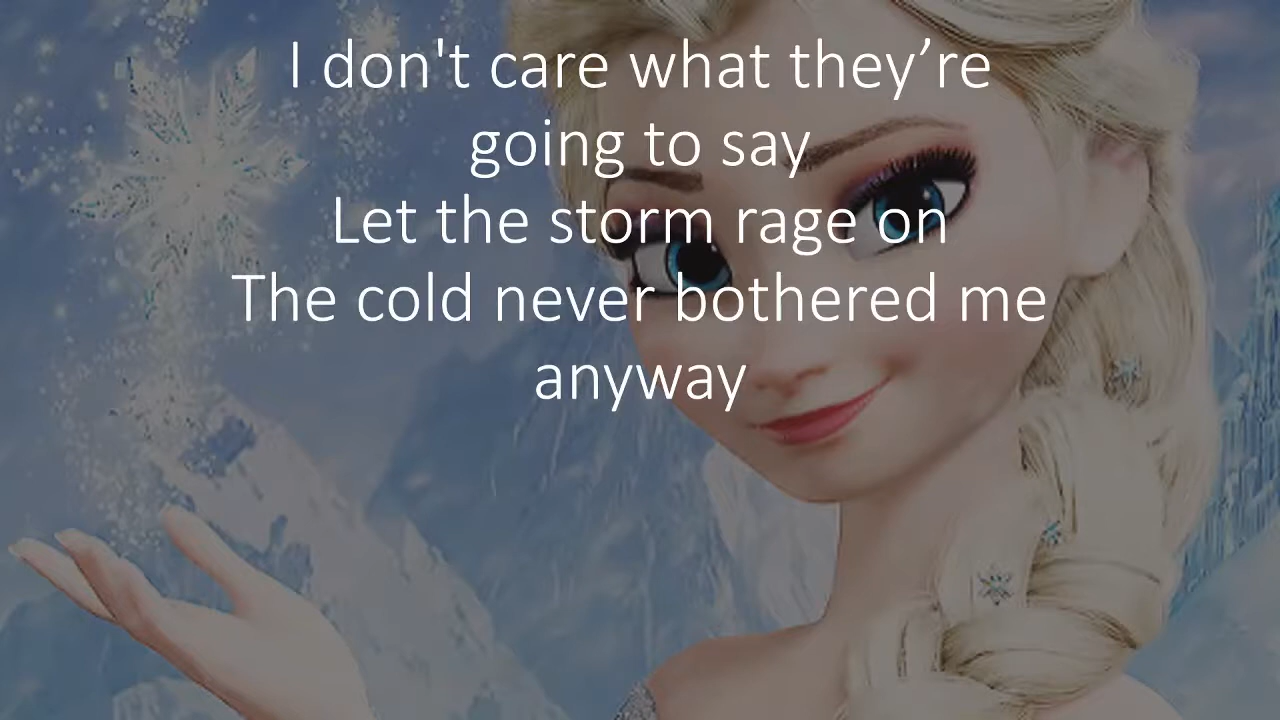 I don't care what they’re
going to say
Let the storm rage on
The cold never bothered me
anyway